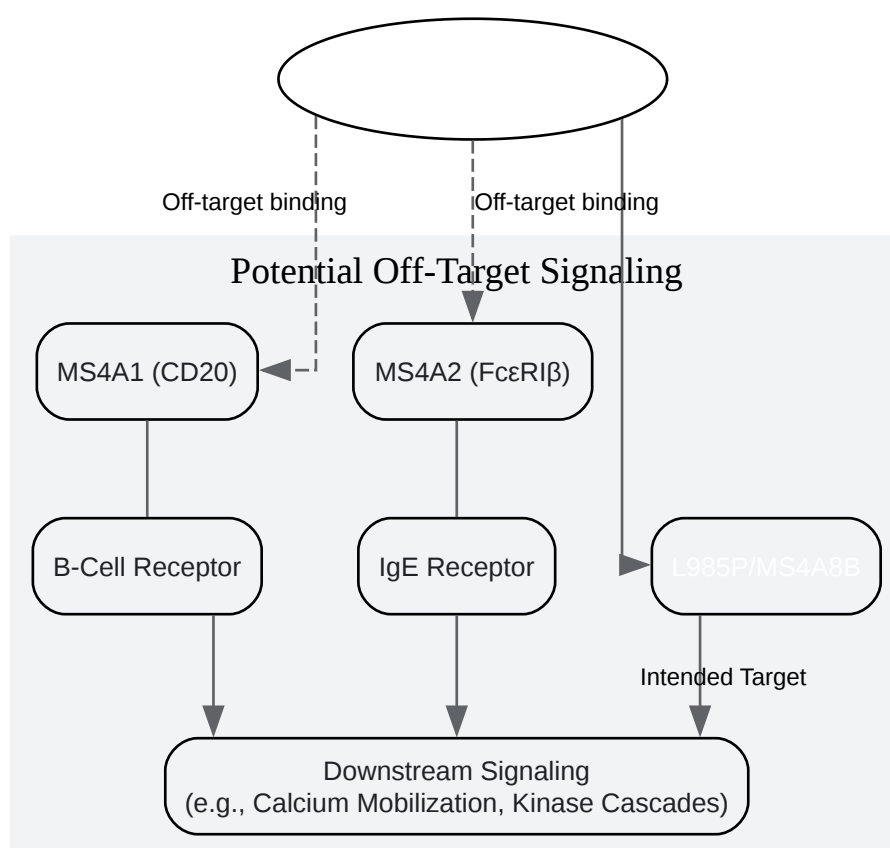 Off-target binding
Off-target binding
Potential Off-Target Signaling
MS4A1 (CD20)
MS4A2 (FcεRIβ)
B-Cell Receptor
IgE Receptor
L985P/MS4A8B
Intended Target
Downstream Signaling
(e.g., Calcium Mobilization, Kinase Cascades)